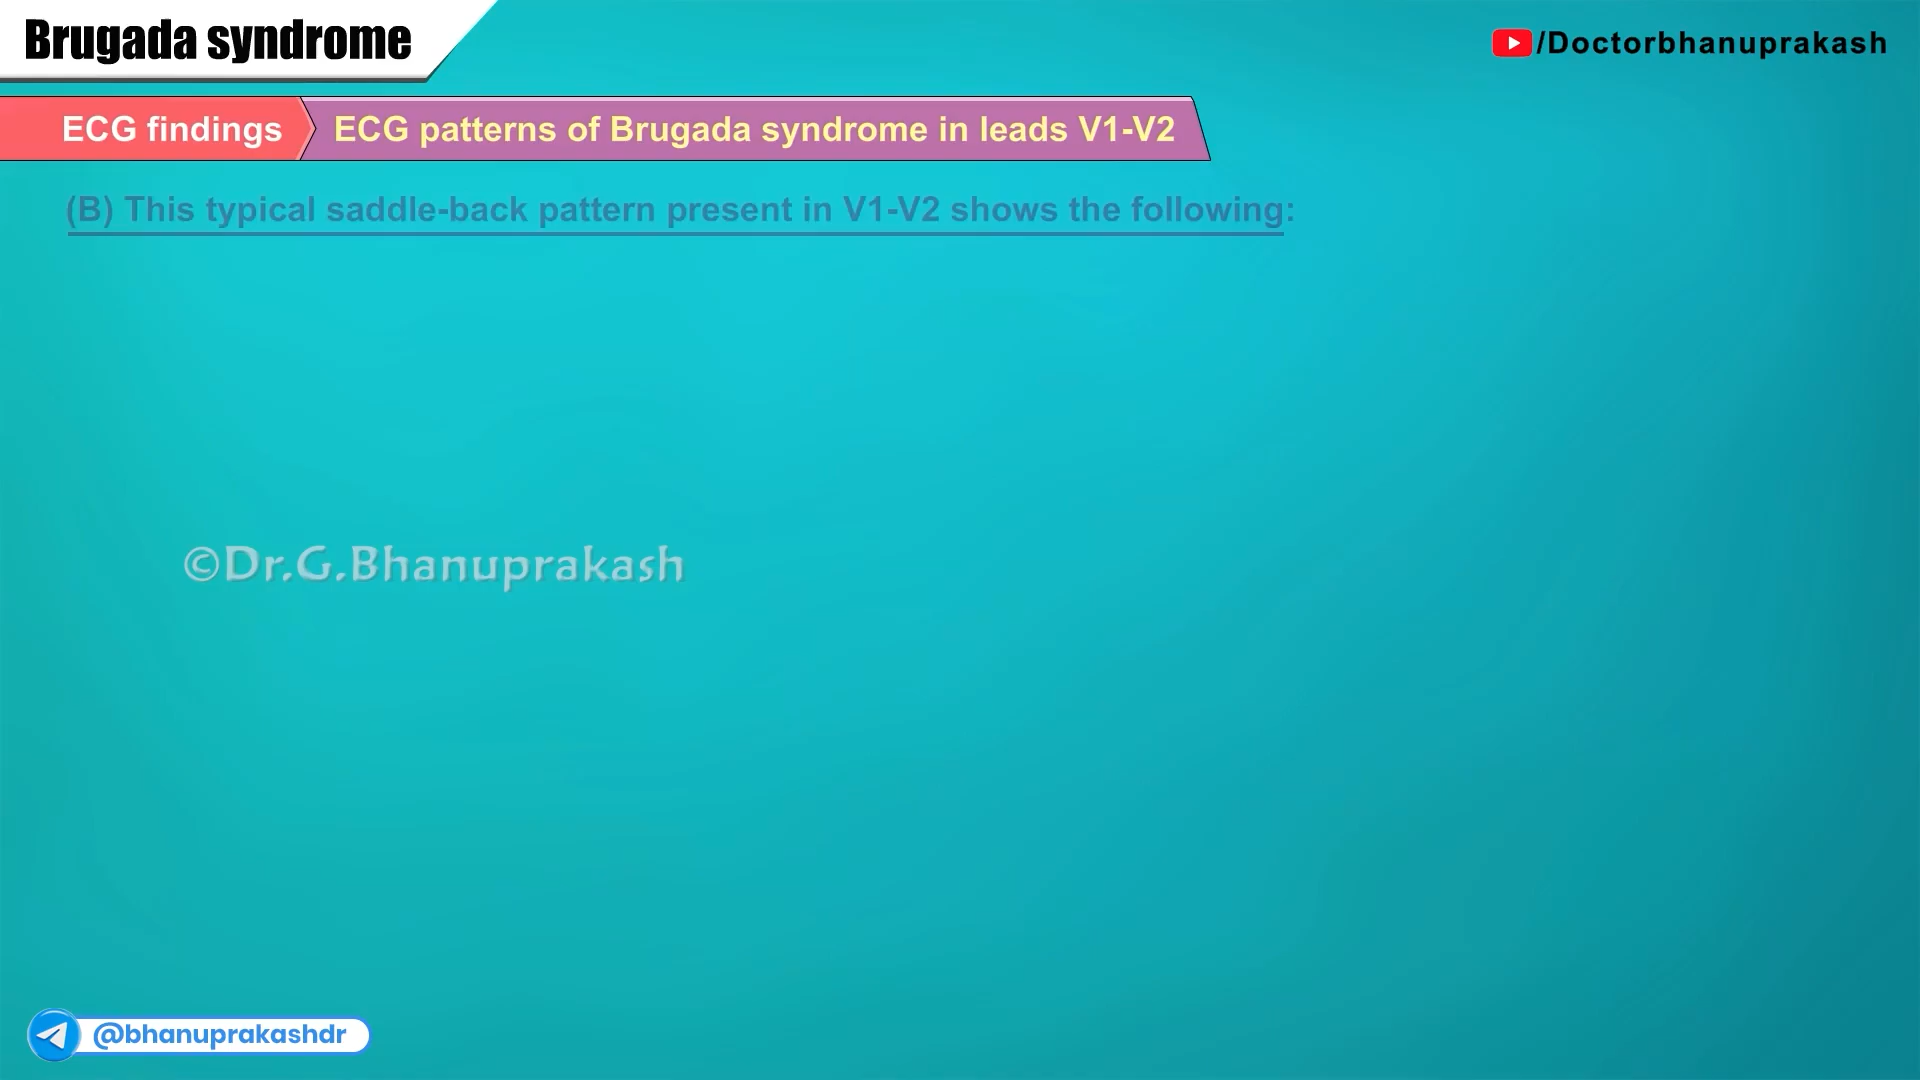 Brugada syndrome
/Doctorbhanuprakash
ECG findings
ECG patterns of Brugada syndrome in leads V1-V2
(B) This typical saddle-back pattern present in V1-V2 shows the following:
©Dr.G.Bhanuprakash
@bhanuprakashdr